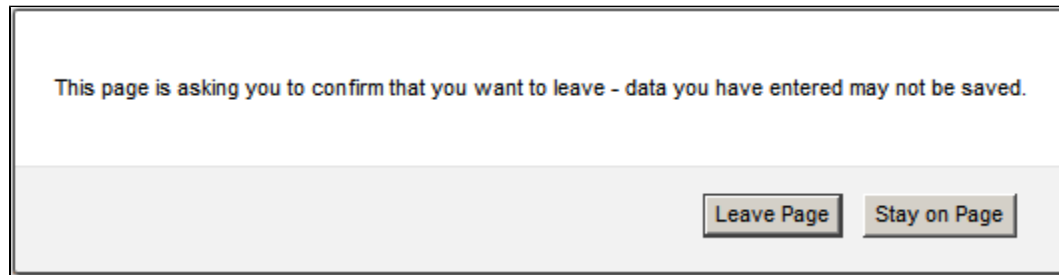 This page is asking you to confirm that you want to leave - data you have entered may not be saved.
Leave Page Stay on Page